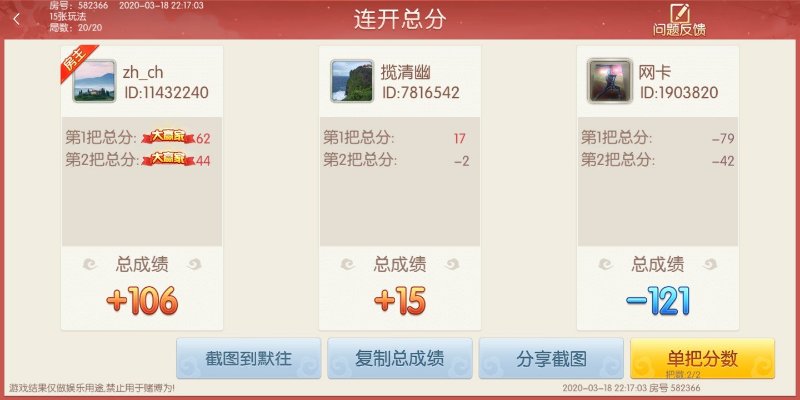 房号：582366 2020-03-18 22:17:03
15张玩法
周数：20/20
连开总分
问题反馈
房主
zh_ch
ID:11432240
第1把总分: 大赢家 62
第2把总分: 大赢家 44
总成绩
+106
揽清幽
ID:7816542
第1把总分: 17
第2把总分: -2
总成绩
+15
网卡
ID:1903820
第1把总分: -79
第2把总分: -42
总成绩
-121
截图到默往
复制总成绩
分享截图
单把分数
把数:2/2
游戏结果仅做娱乐用途,禁止用于赌博为!
2020-03-18 22:17:03 房号 582366